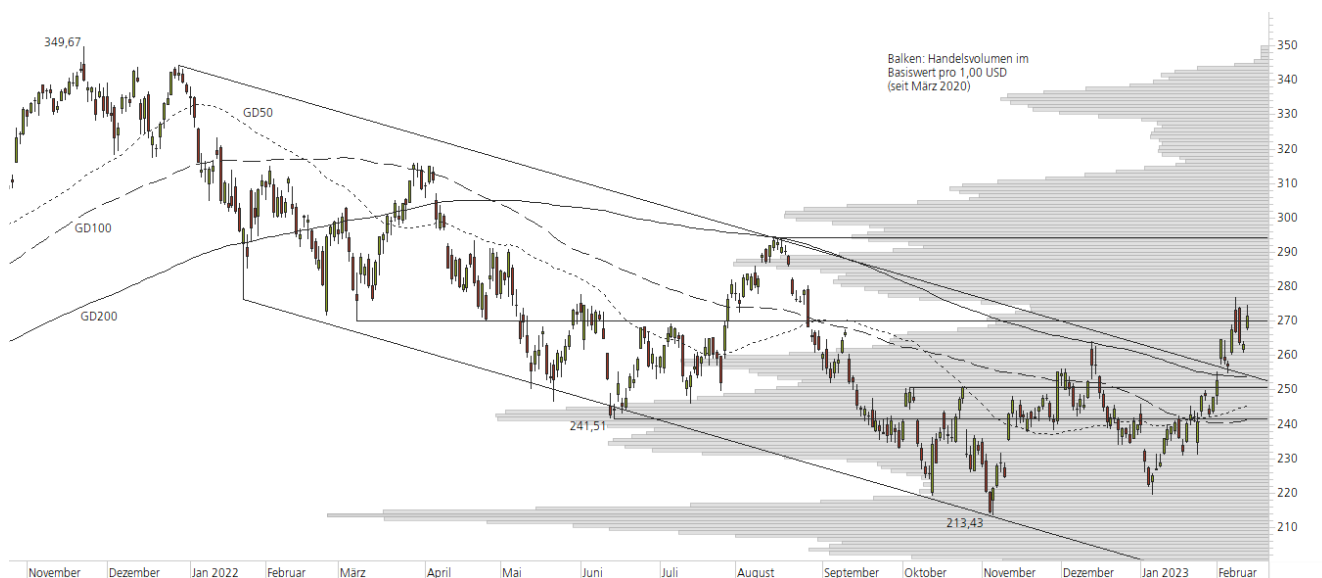 349,67
GD50
GD100
GD200
Balken: Handelsvolumen im
Basiswert pro 1,00 USD
(seit März 2020)
241,51
213,43
350
340
330
320
310
300
290
280
270
260
250
240
230
220
210
November Dezember Jan 2022 Februar März April Mai Juni Juli August September Oktober November Dezember Jan 2023 Februar